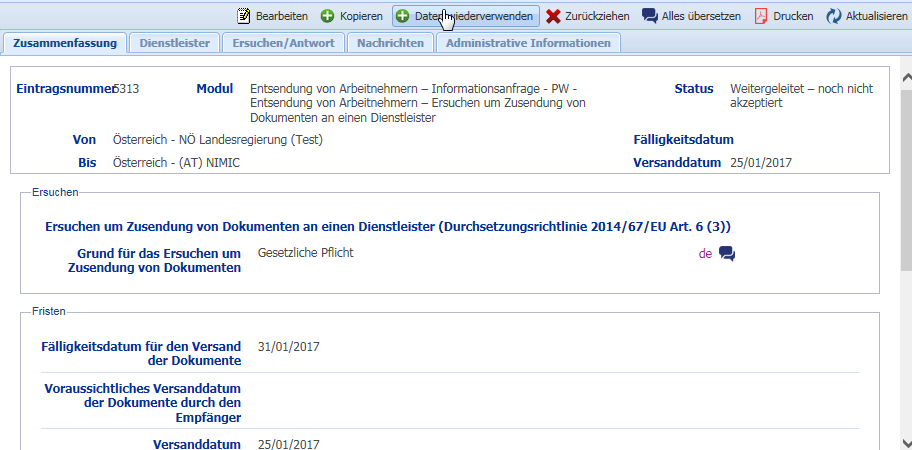 Bearbeiten Kopieren Daten wiederverwenden Zurückziehen Alles übersetzen Drucken Aktualisieren
Zusammenfassung Dienstleister Ersuchen/Antwort Nachrichten Administrative Informationen
Eintragsnummer 5313 Modul Entsendung von Arbeitnehmern – Informationsanfrage - PW - Status Weitergeleitet – noch nicht
Entsendung von Arbeitnehmern – Ersuchen um Zusendung von akzeptiert
Dokumenten an einen Dienstleister
Von Österreich - NÖ Landesregierung (Test) Fälligkeitsdatum
Bis Österreich - (AT) NIMIC Versanddatum 25/01/2017
Ersuchen
Ersuchen um Zusendung von Dokumenten an einen Dienstleister (Durchsetzungsrichtlinie 2014/67/EU Art. 6 (3))
Grund für das Ersuchen um Gesetzliche Pflicht de
Zusendung von Dokumenten
Fristen
Fälligkeitsdatum für den Versand 31/01/2017
der Dokumente
Voraussichtliches Versanddatum
der Dokumente durch den
Empfänger
Versanddatum 25/01/2017